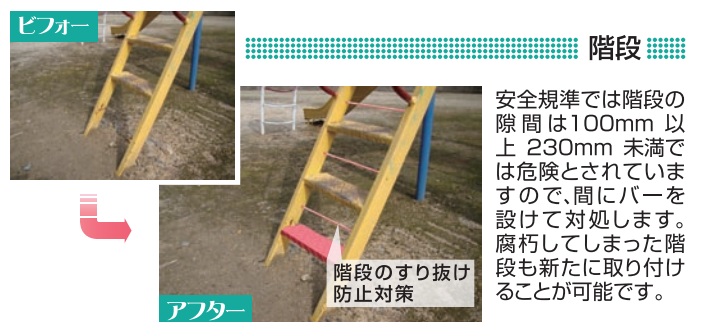 ビフォー
階段
安全規準では階段の
隙間は100mm 以
上 230mm 未満で
は危険とされていま
すので、間にバーを
設けて対処します。
腐朽してしまった階
段も新たに取り付け
ることが可能です。
階段のすり抜け
防止対策
アフター